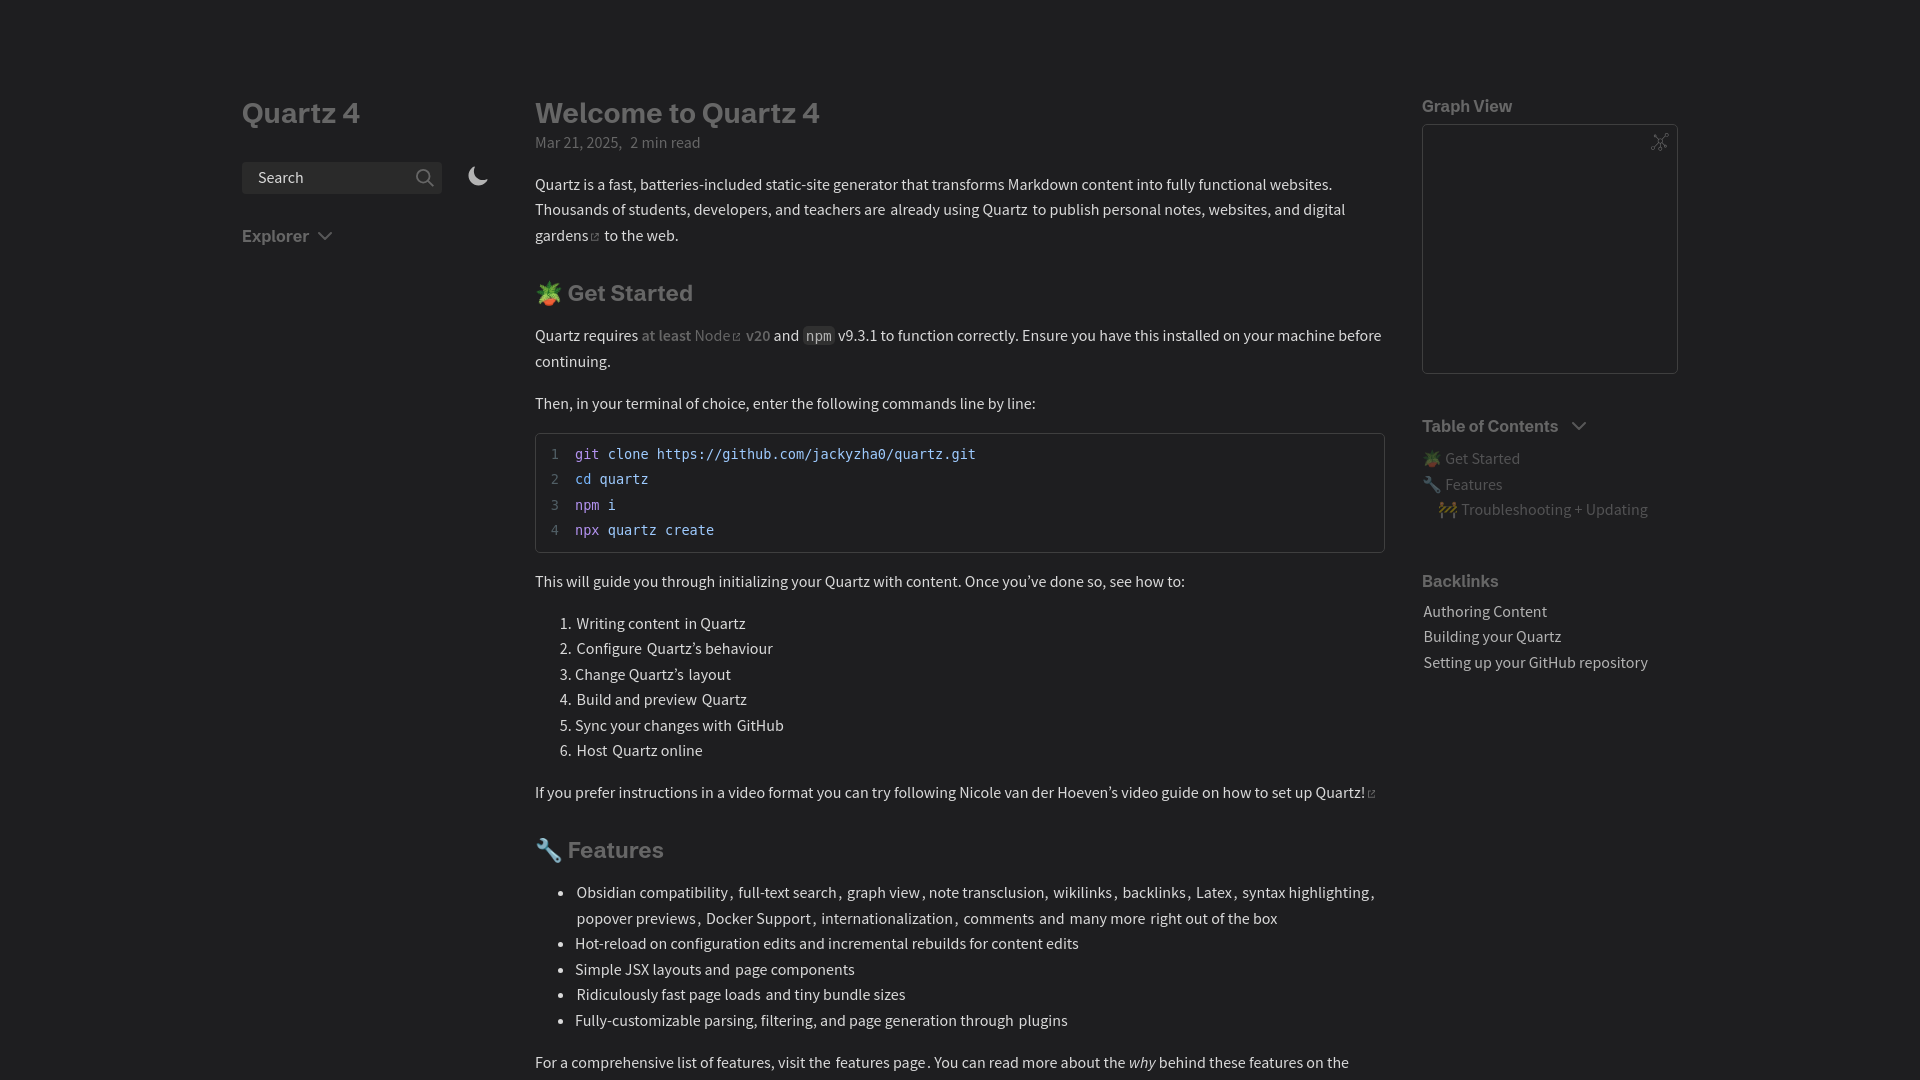 Quartz 4
Search
Explorer
Welcome to Quartz 4
Mar 21, 2025, 2 min read
Quartz is a fast, batteries-included static-site generator that transforms Markdown content into fully functional websites.
Thousands of students, developers, and teachers are already using Quartz to publish personal notes, websites, and digital
gardens to the web.
🪴 Get Started
Quartz requires at least Node v20 and npm v9.3.1 to function correctly. Ensure you have this installed on your machine before
continuing.
Then, in your terminal of choice, enter the following commands line by line:
1 git clone https://github.com/jackyzha0/quartz.git
2 cd quartz
3 npm i
4 npx quartz create
This will guide you through initializing your Quartz with content. Once you’ve done so, see how to:
1. Writing content in Quartz
2. Configure Quartz’s behaviour
3. Change Quartz’s layout
4. Build and preview Quartz
5. Sync your changes with GitHub
6. Host Quartz online
If you prefer instructions in a video format you can try following Nicole van der Hoeven’s video guide on how to set up Quartz!
🔧 Features
• Obsidian compatibility, full-text search, graph view, note transclusion, wikilinks, backlinks, Latex, syntax highlighting,
popover previews, Docker Support, internationalization, comments and many more right out of the box
• Hot-reload on configuration edits and incremental rebuilds for content edits
• Simple JSX layouts and page components
• Ridiculously fast page loads and tiny bundle sizes
• Fully-customizable parsing, filtering, and page generation through plugins
For a comprehensive list of features, visit the features page. You can read more about the why behind these features on the
Graph View
Table of Contents
🪴 Get Started
🔧 Features
🚧 Troubleshooting + Updating
Backlinks
Authoring Content
Building your Quartz
Setting up your GitHub repository